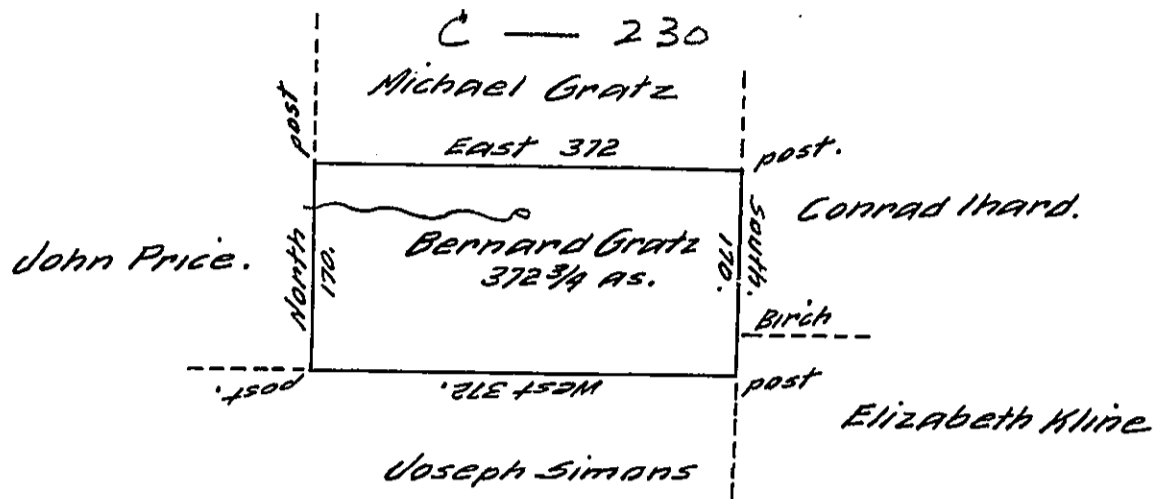 C — 230
Michael Gratz
post
East 372
post.
Conrad Ihard.
John Price.
North
170.
Bernard Gratz
372 3/4 as.
170.
South.
Birch
post.
West 372.
post
Elizabeth Kline
Joseph Simons